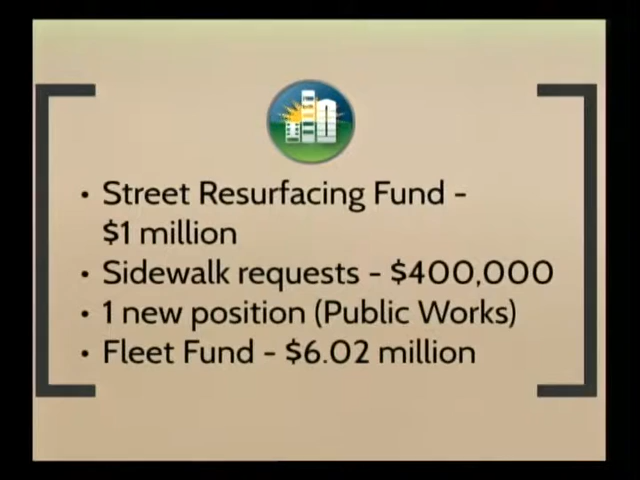 • Street Resurfacing Fund -
$1 million
• Sidewalk requests - $400,000
• 1 new position (Public Works)
• Fleet Fund - $6.02 million